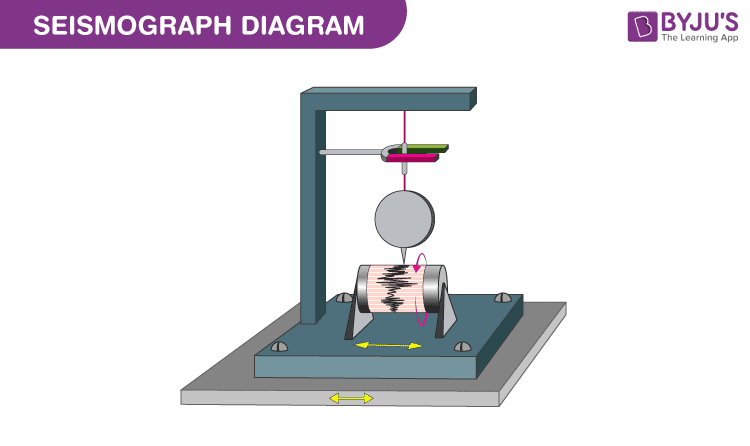 SEISMOGRAPH DIAGRAM
BYJU'S
The Learning App